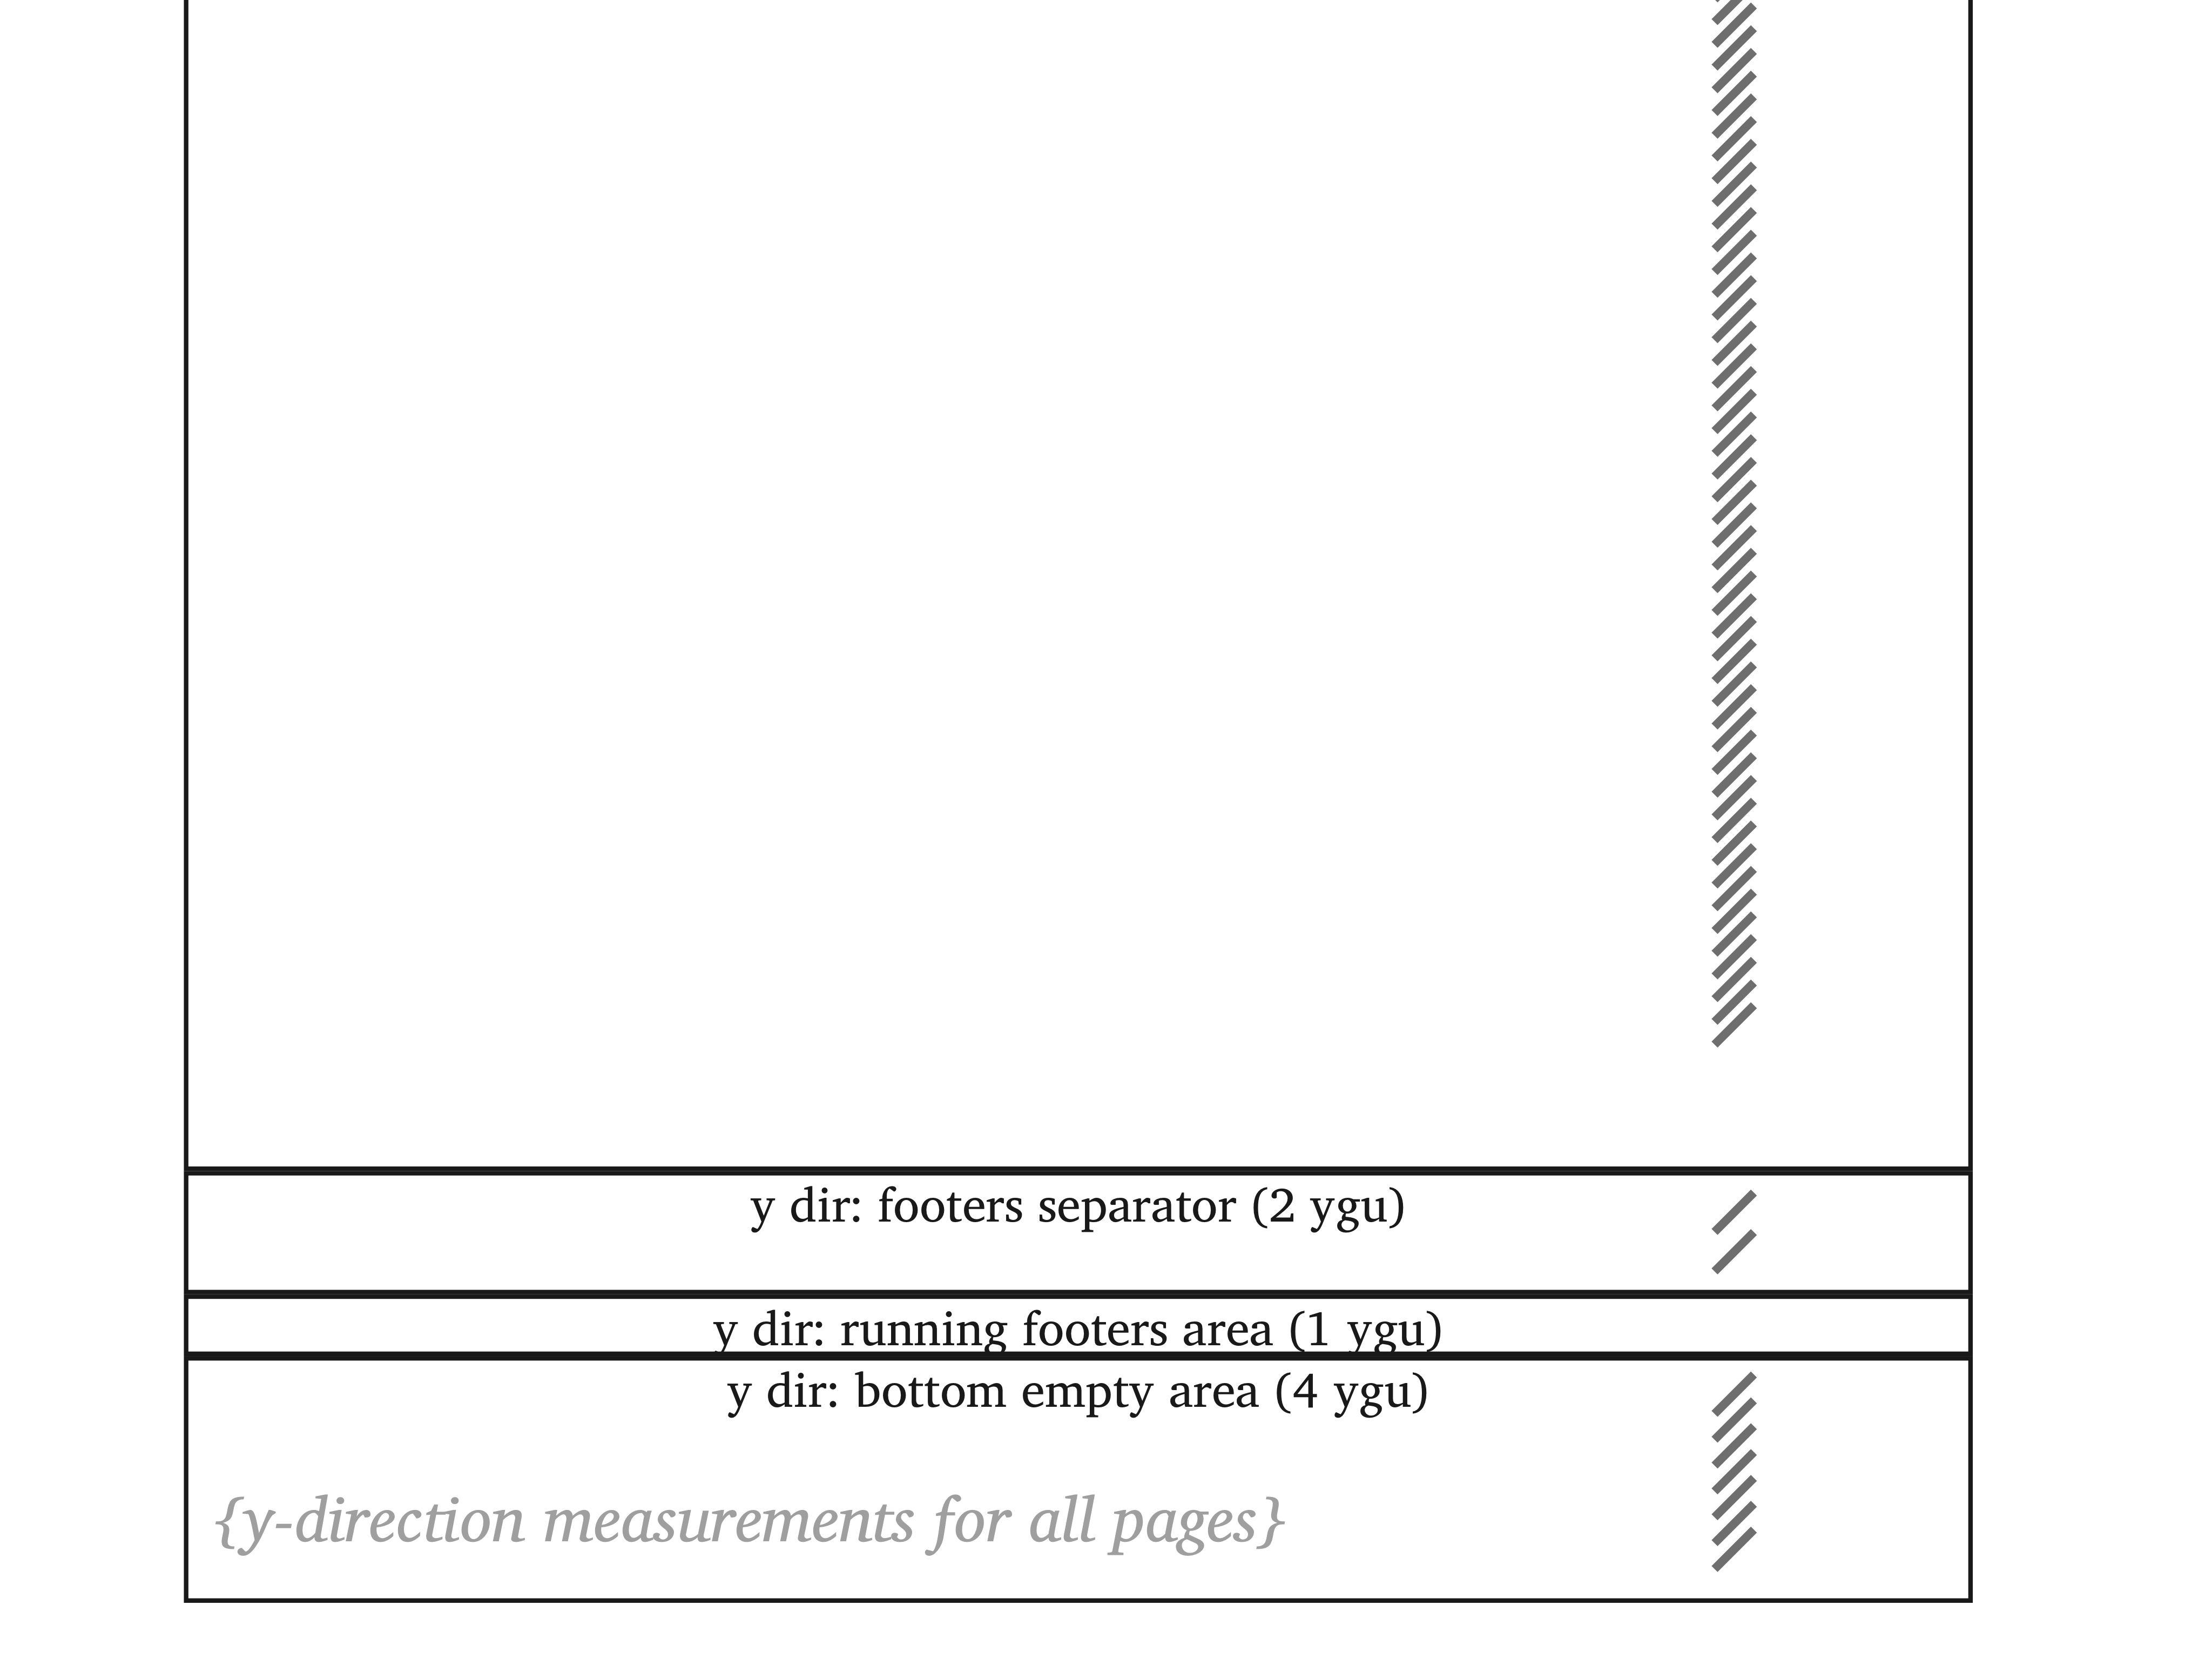 y dir: footers separator (2 ygu)
y dir: running footers area (1 ygu)
y dir: bottom empty area (4 ygu)
{y-direction measurements for all pages}